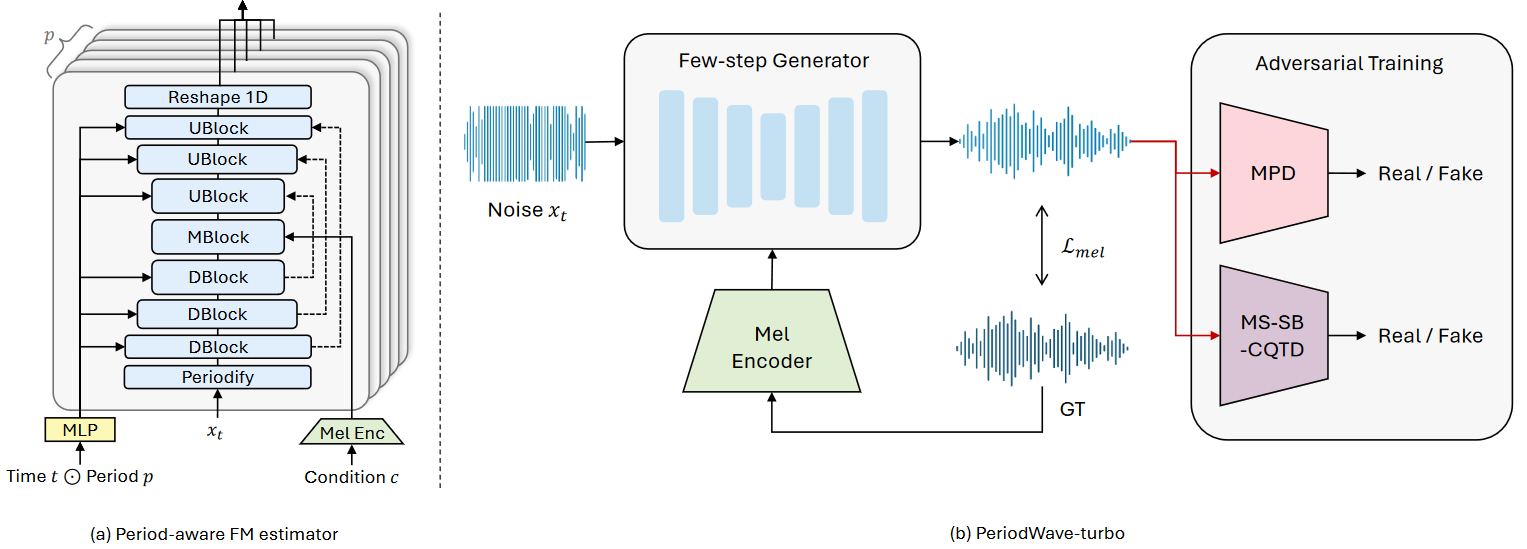 p
Reshape 1D
UBlock
UBlock
UBlock
MBlock
DBlock
DBlock
DBlock
Periodify
MLP
x_t
Mel Enc
Time t ⊙ Period p
Condition c
(a) Period-aware FM estimator
Few-step Generator
Noise x_t
Mel
Encoder
ℒ_mel
GT
Adversarial Training
MPD
Real / Fake
MS-SB
-CQTD
Real / Fake
(b) PeriodWave-turbo